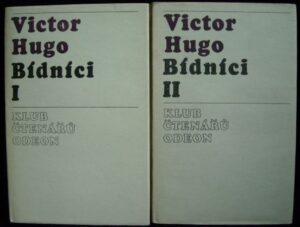 Victor
Hugo
Bídníci
I
KLUB
ČTENÁŘŮ
ODEON
Victor
Hugo
Bídníci
II
KLUB
ČTENÁŘŮ
ODEON